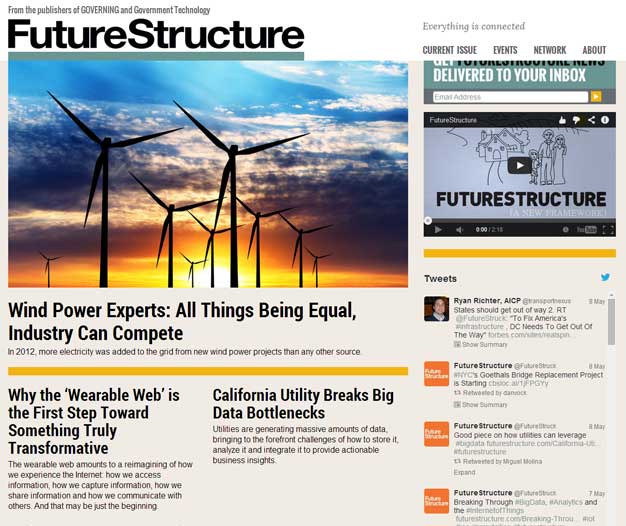 From the publishers of GOVERNING and Government Technology
FutureStructure
Everything is connected
CURRENT ISSUE EVENTS NETWORK ABOUT
GET FUTURESTRUCTURE NEWS
DELIVERED TO YOUR INBOX
Email Address
FutureStructure
FUTURESTRUCTURE
[A NEW FRAMEWORK]
0:00 / 2:18
YouTube
Wind Power Experts: All Things Being Equal,
Industry Can Compete
In 2012, more electricity was added to the grid from new wind power projects than any other source.
Why the ‘Wearable Web’ is
the First Step Toward
Something Truly
Transformative
The wearable web amounts to a reimagining of how
we experience the Internet: how we access
information, how we capture information, how we
share information and how we communicate with
others. And that may be just the beginning.
California Utility Breaks Big
Data Bottlenecks
Utilities are generating massive amounts of data,
bringing to the forefront challenges of how to store it,
analyze it and integrate it to provide actionable
business insights.
Tweets
Ryan Richter, AICP @transportnexus 9 May
States should get out of way 2. RT
@FutureStruck: "To Fix America's
#infrastructure , DC Needs To Get Out Of
The Way" forbes.com/sites/realspin...
Show Summary
Future
Structure
FutureStructure @FutureStruck 8 May
#NYC's Goethals Bridge Replacement Project
is Starting cbsloc.al/1jFPGYy
Retweeted by danvock
Show Summary
Future
Structure
FutureStructure @FutureStruck 8 May
Good piece on how utilities can leverage
#bigdata futurestructure.com/California-Uti...
#futurestructure
Retweeted by Miguel Molina
Expand
Future
Structure
FutureStructure @FutureStruck 7 May
Breaking Through #BigData, #Analytics and
the #InternetofThings
futurestructure.com/Breaking-Throu... #iot